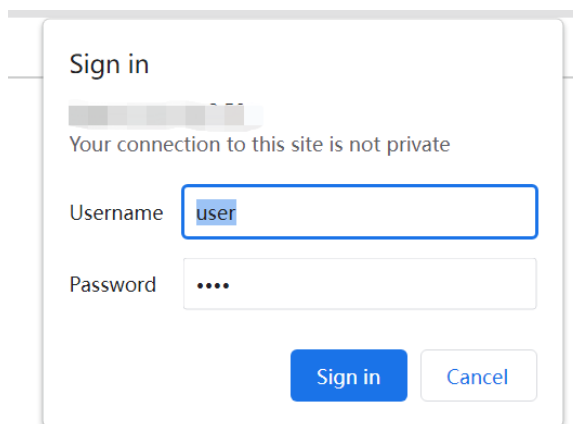 Sign in
Your connection to this site is not private
Username user
Password ••••
Sign in Cancel